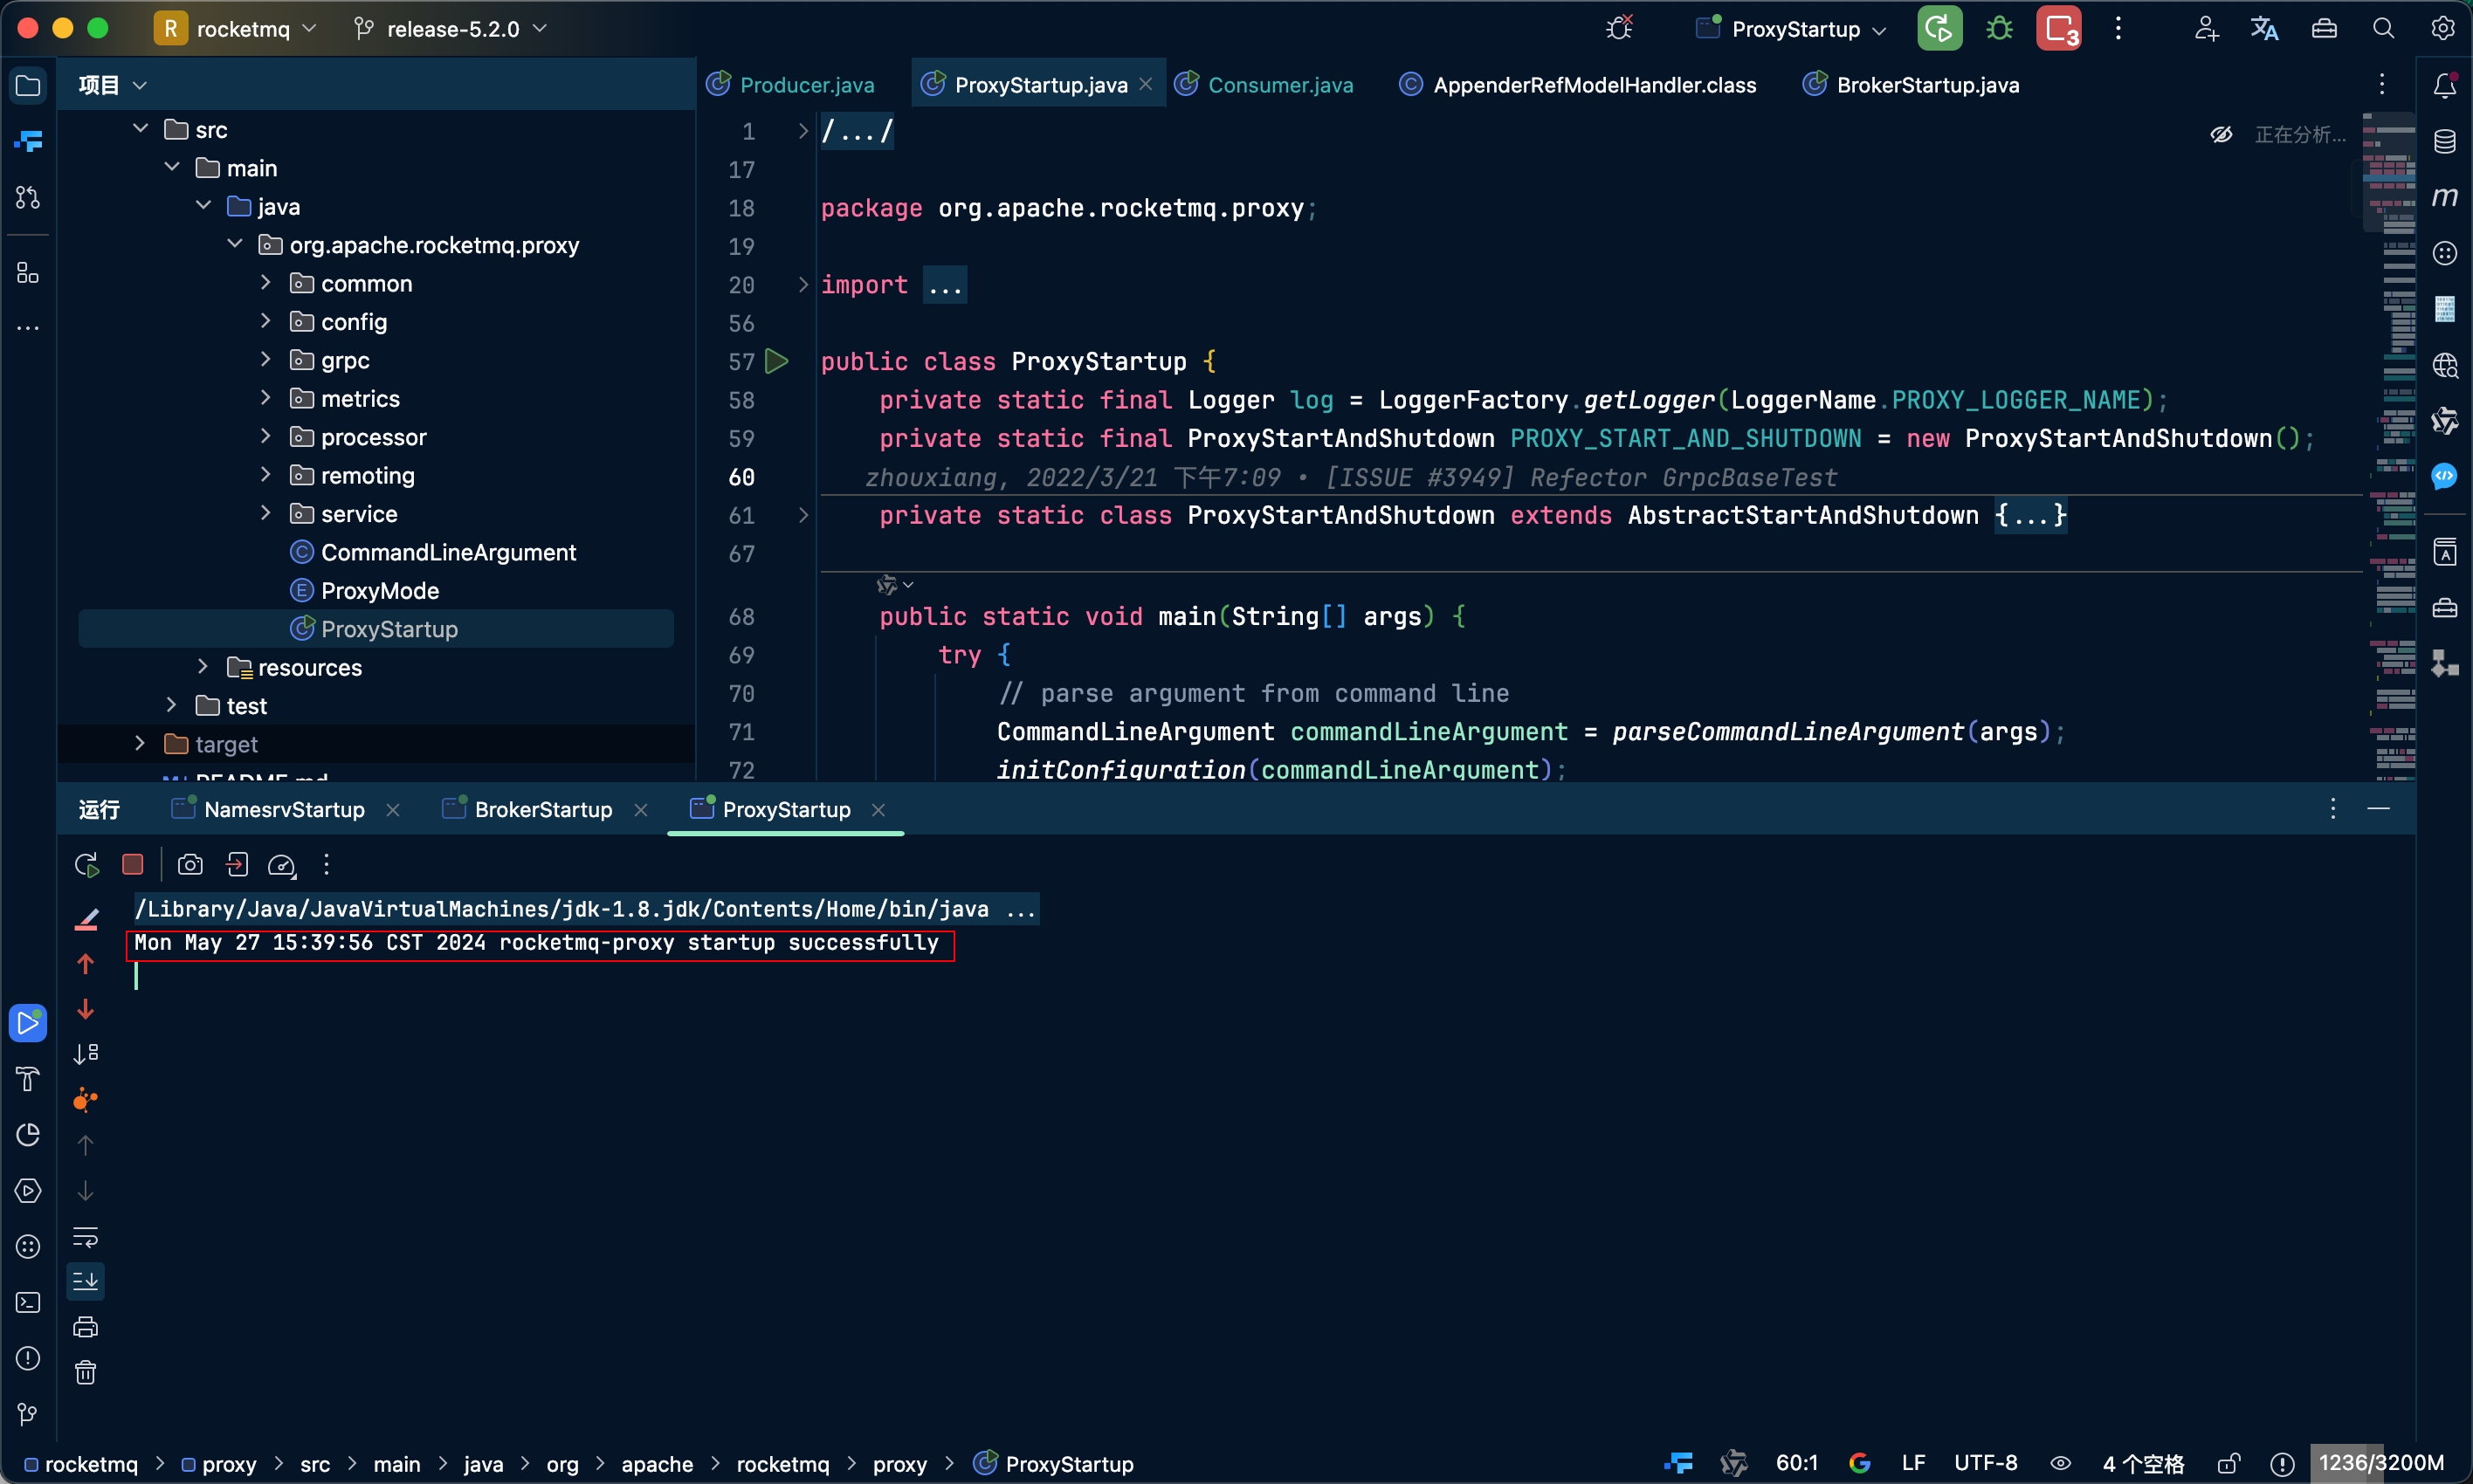 R rocketmq release-5.2.0 ProxyStartup 3
项目
Producer.java ProxyStartup.java Consumer.java AppenderRefModelHandler.class BrokerStartup.java
src
main
java
org.apache.rocketmq.proxy
common
config
grpc
metrics
processor
remoting
service
CommandLineArgument
ProxyMode
ProxyStartup
resources
test
target
正在分析...
1 /.../
17
18 package org.apache.rocketmq.proxy;
19
20 import ...
56
57 public class ProxyStartup {
58 private static final Logger log = LoggerFactory.getLogger(LoggerName.PROXY_LOGGER_NAME);
59 private static final ProxyStartAndShutdown PROXY_START_AND_SHUTDOWN = new ProxyStartAndShutdown();
60 zhouxiang, 2022/3/21 下午7:09 • [ISSUE #3949] Refactor GrpcBaseTest
61 private static class ProxyStartAndShutdown extends AbstractStartAndShutdown {...}
67
68 public static void main(String[] args) {
69 try {
70 // parse argument from command line
71 CommandLineArgument commandLineArgument = parseCommandLineArgument(args);
72 initConfiguration(commandLineArgument);
运行 NamesrvStartup BrokerStartup ProxyStartup
/Library/Java/JavaVirtualMachines/jdk-1.8.jdk/Contents/Home/bin/java ...
Mon May 27 15:39:56 CST 2024 rocketmq-proxy startup successfully
rocketmq > proxy > src > main > java > org > apache > rocketmq > proxy > ProxyStartup 60:1 LF UTF-8 4 个空格 1236/3200M